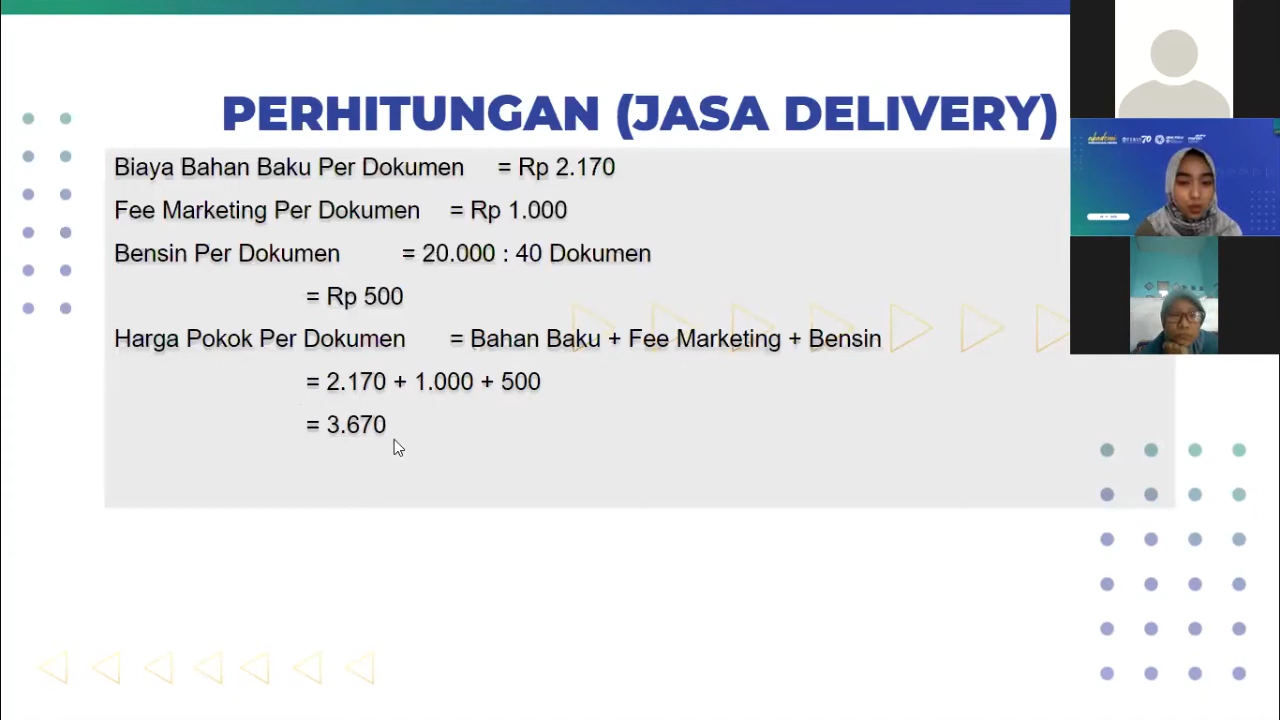 PERHITUNGAN (JASA DELIVERY)
Biaya Bahan Baku Per Dokumen = Rp 2.170
Fee Marketing Per Dokumen = Rp 1.000
Bensin Per Dokumen = 20.000 : 40 Dokumen
= Rp 500
Harga Pokok Per Dokumen = Bahan Baku + Fee Marketing + Bensin
= 2.170 + 1.000 + 500
= 3.670